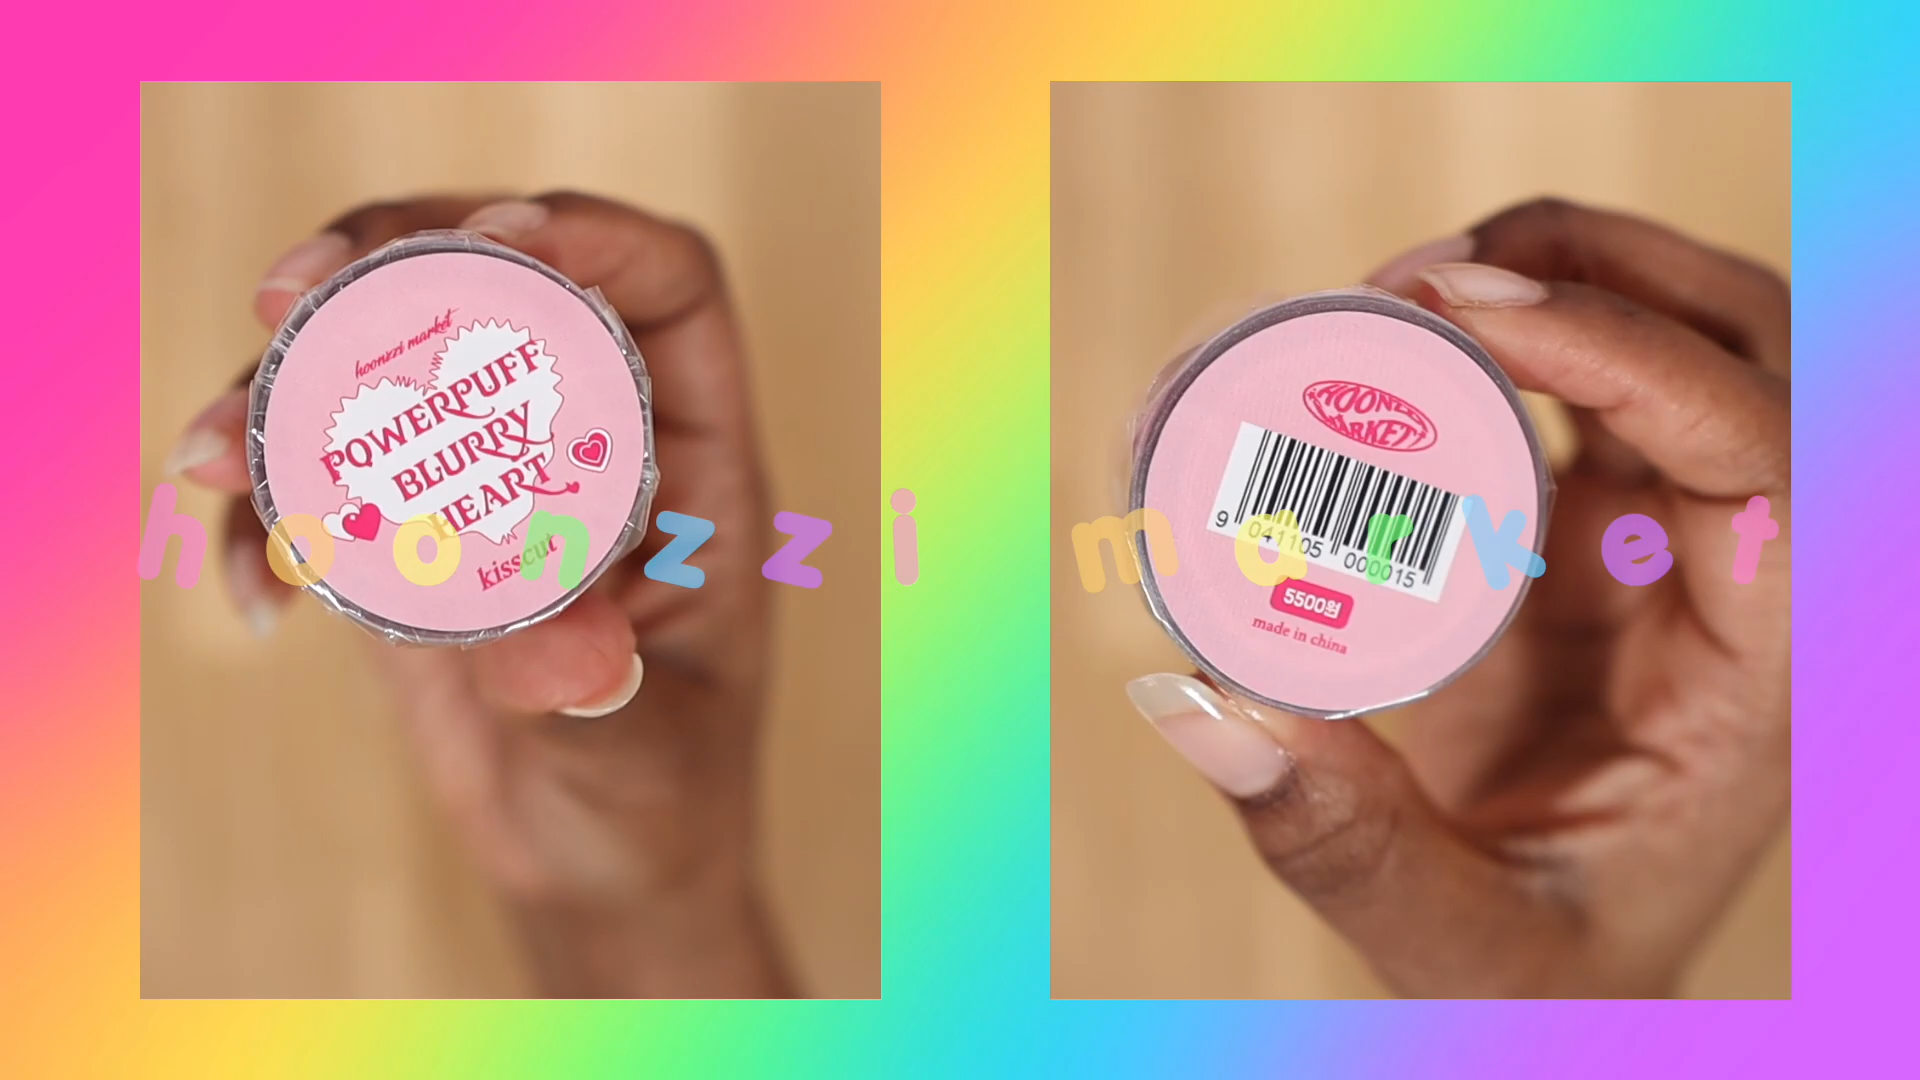 hoonzzi market
POWERPUFF
BLURRY
HEART
kisscut
HOONZZI
MARKET
9 041105 000015
5500원
made in china
hoonzzi market